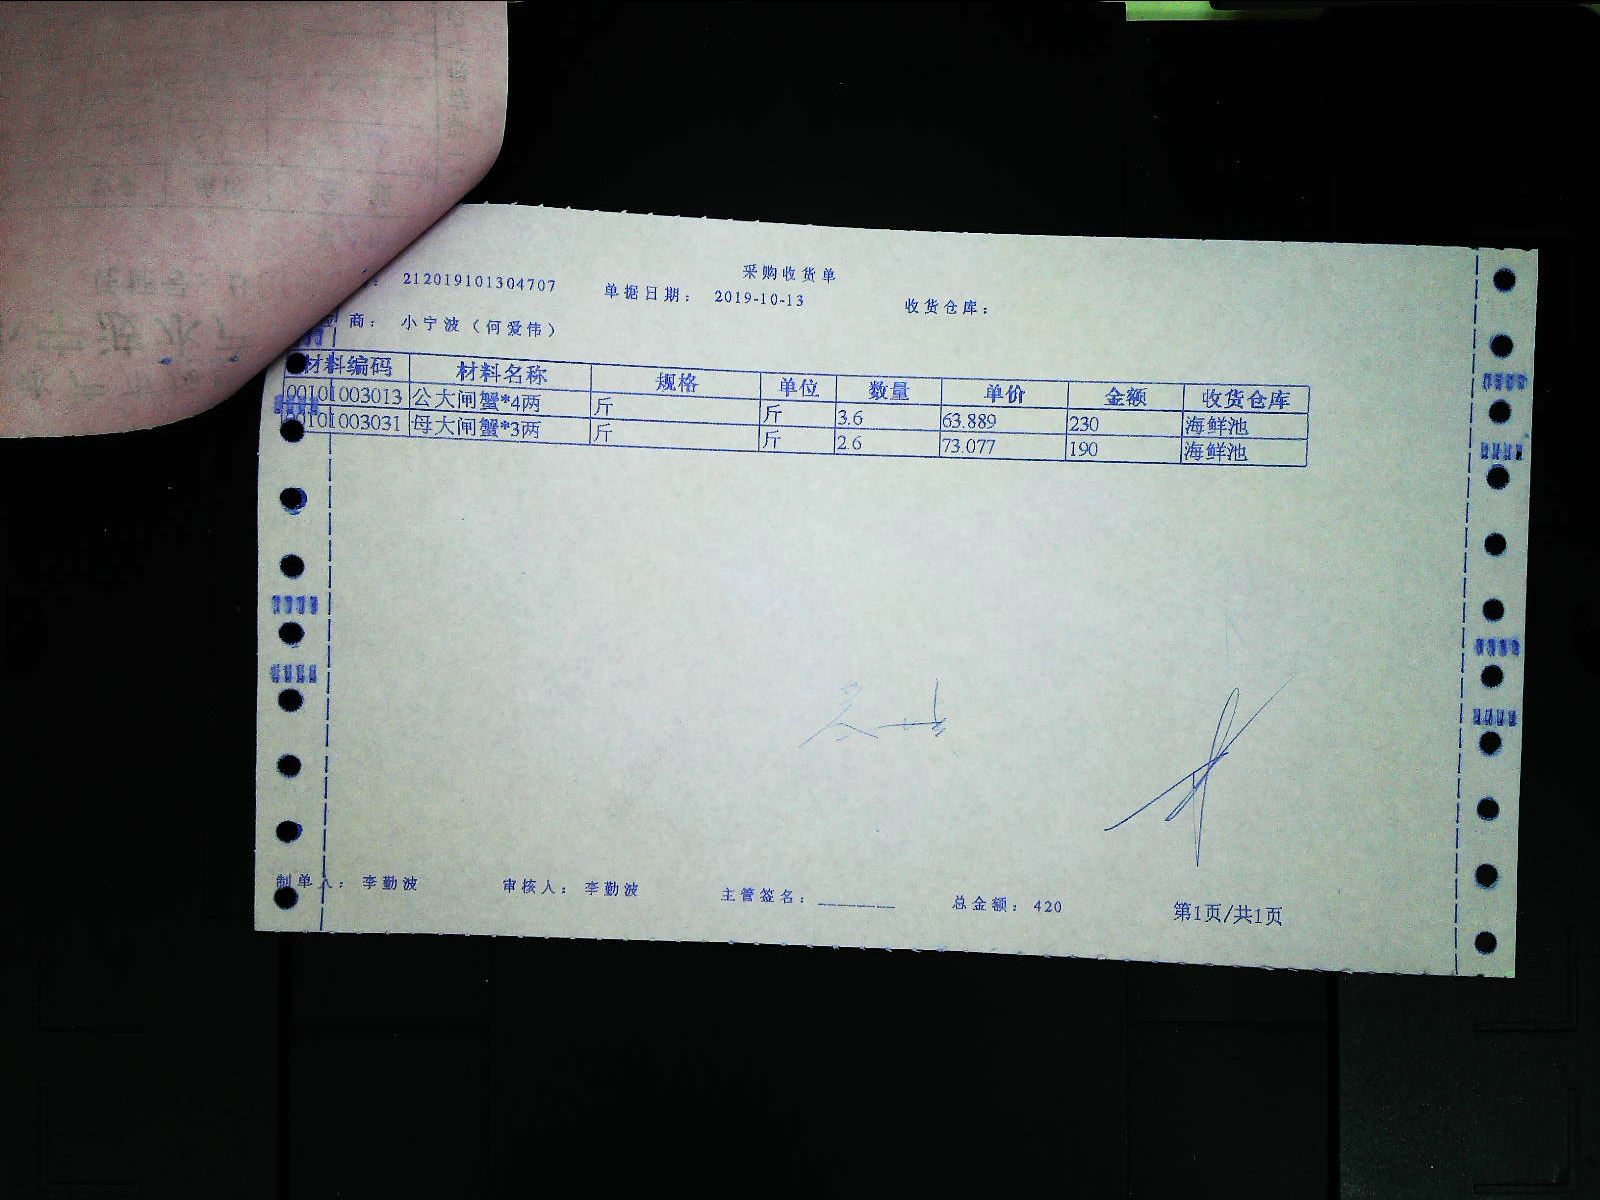 采购收货单
: 212019101304707 单据日期: 2019-10-13 收货仓库:
商: 小宁波(何爱伟)
材料编码 材料名称 规格 单位 数量 单价 金额 收货仓库
00101003013 公大闸蟹*4两 斤 斤 3.6 63.889 230 海鲜池
00101003031 母大闸蟹*3两 斤 斤 2.6 73.077 190 海鲜池
制单人: 李勤波 审核人: 李勤波 主管签名: 总金额: 420 第1页/共1页